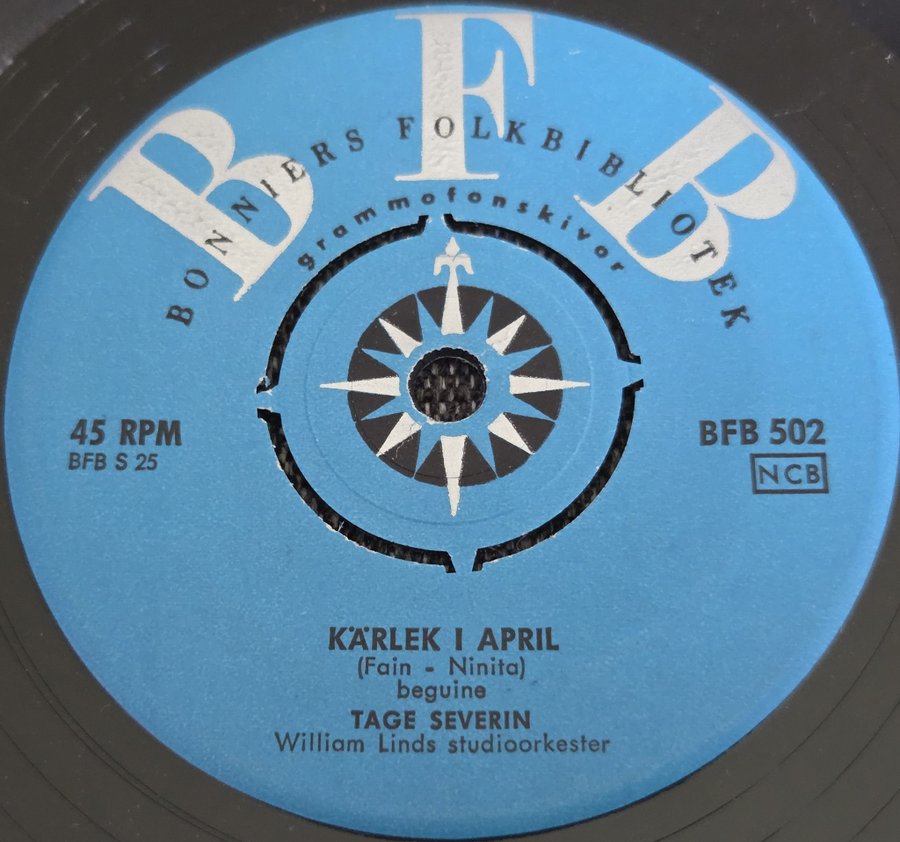 BFB
BONNIERS FOLKBIBLIOTEK
grammofonskivor
45 RPM
BFB S 25
BFB 502
NCB
KÄRLEK I APRIL
(Fain - Ninita)
beguine
TAGE SEVERIN
William Linds studioorkester